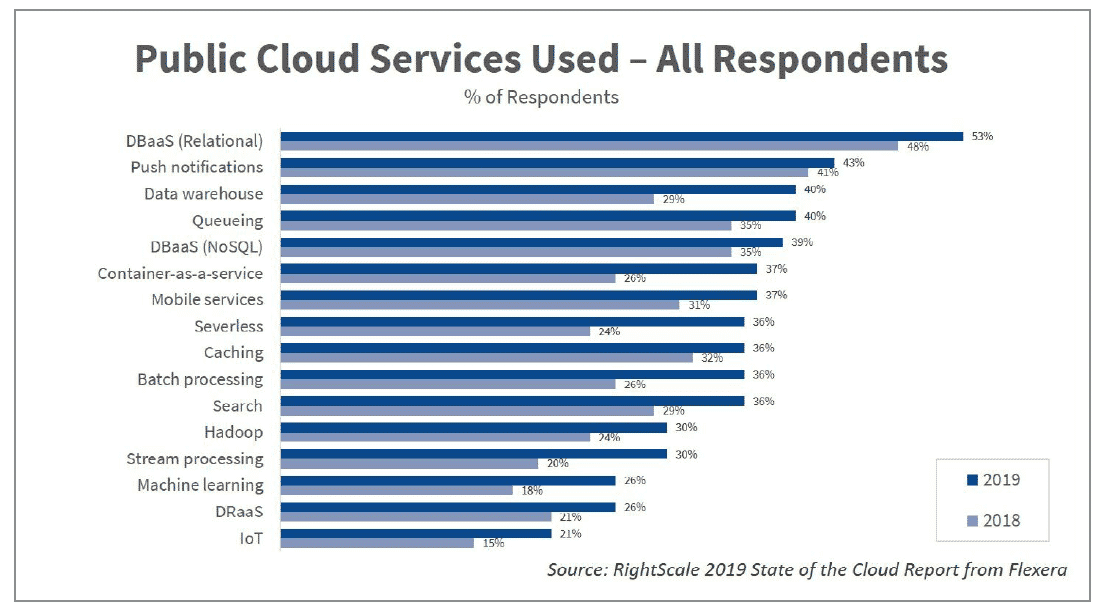 Public Cloud Services Used – All Respondents
% of Respondents
DBaaS (Relational) 53%
48%
Push notifications 43%
41%
Data warehouse 40%
29%
Queueing 40%
35%
DBaaS (NoSQL) 39%
35%
Container-as-a-service 37%
26%
Mobile services 37%
31%
Severless 36%
24%
Caching 36%
32%
Batch processing 36%
26%
Search 36%
29%
Hadoop 30%
24%
Stream processing 30%
20%
Machine learning 26%
18%
DRaaS 26%
21%
IoT 21%
15%
2019
2018
Source: RightScale 2019 State of the Cloud Report from Flexera